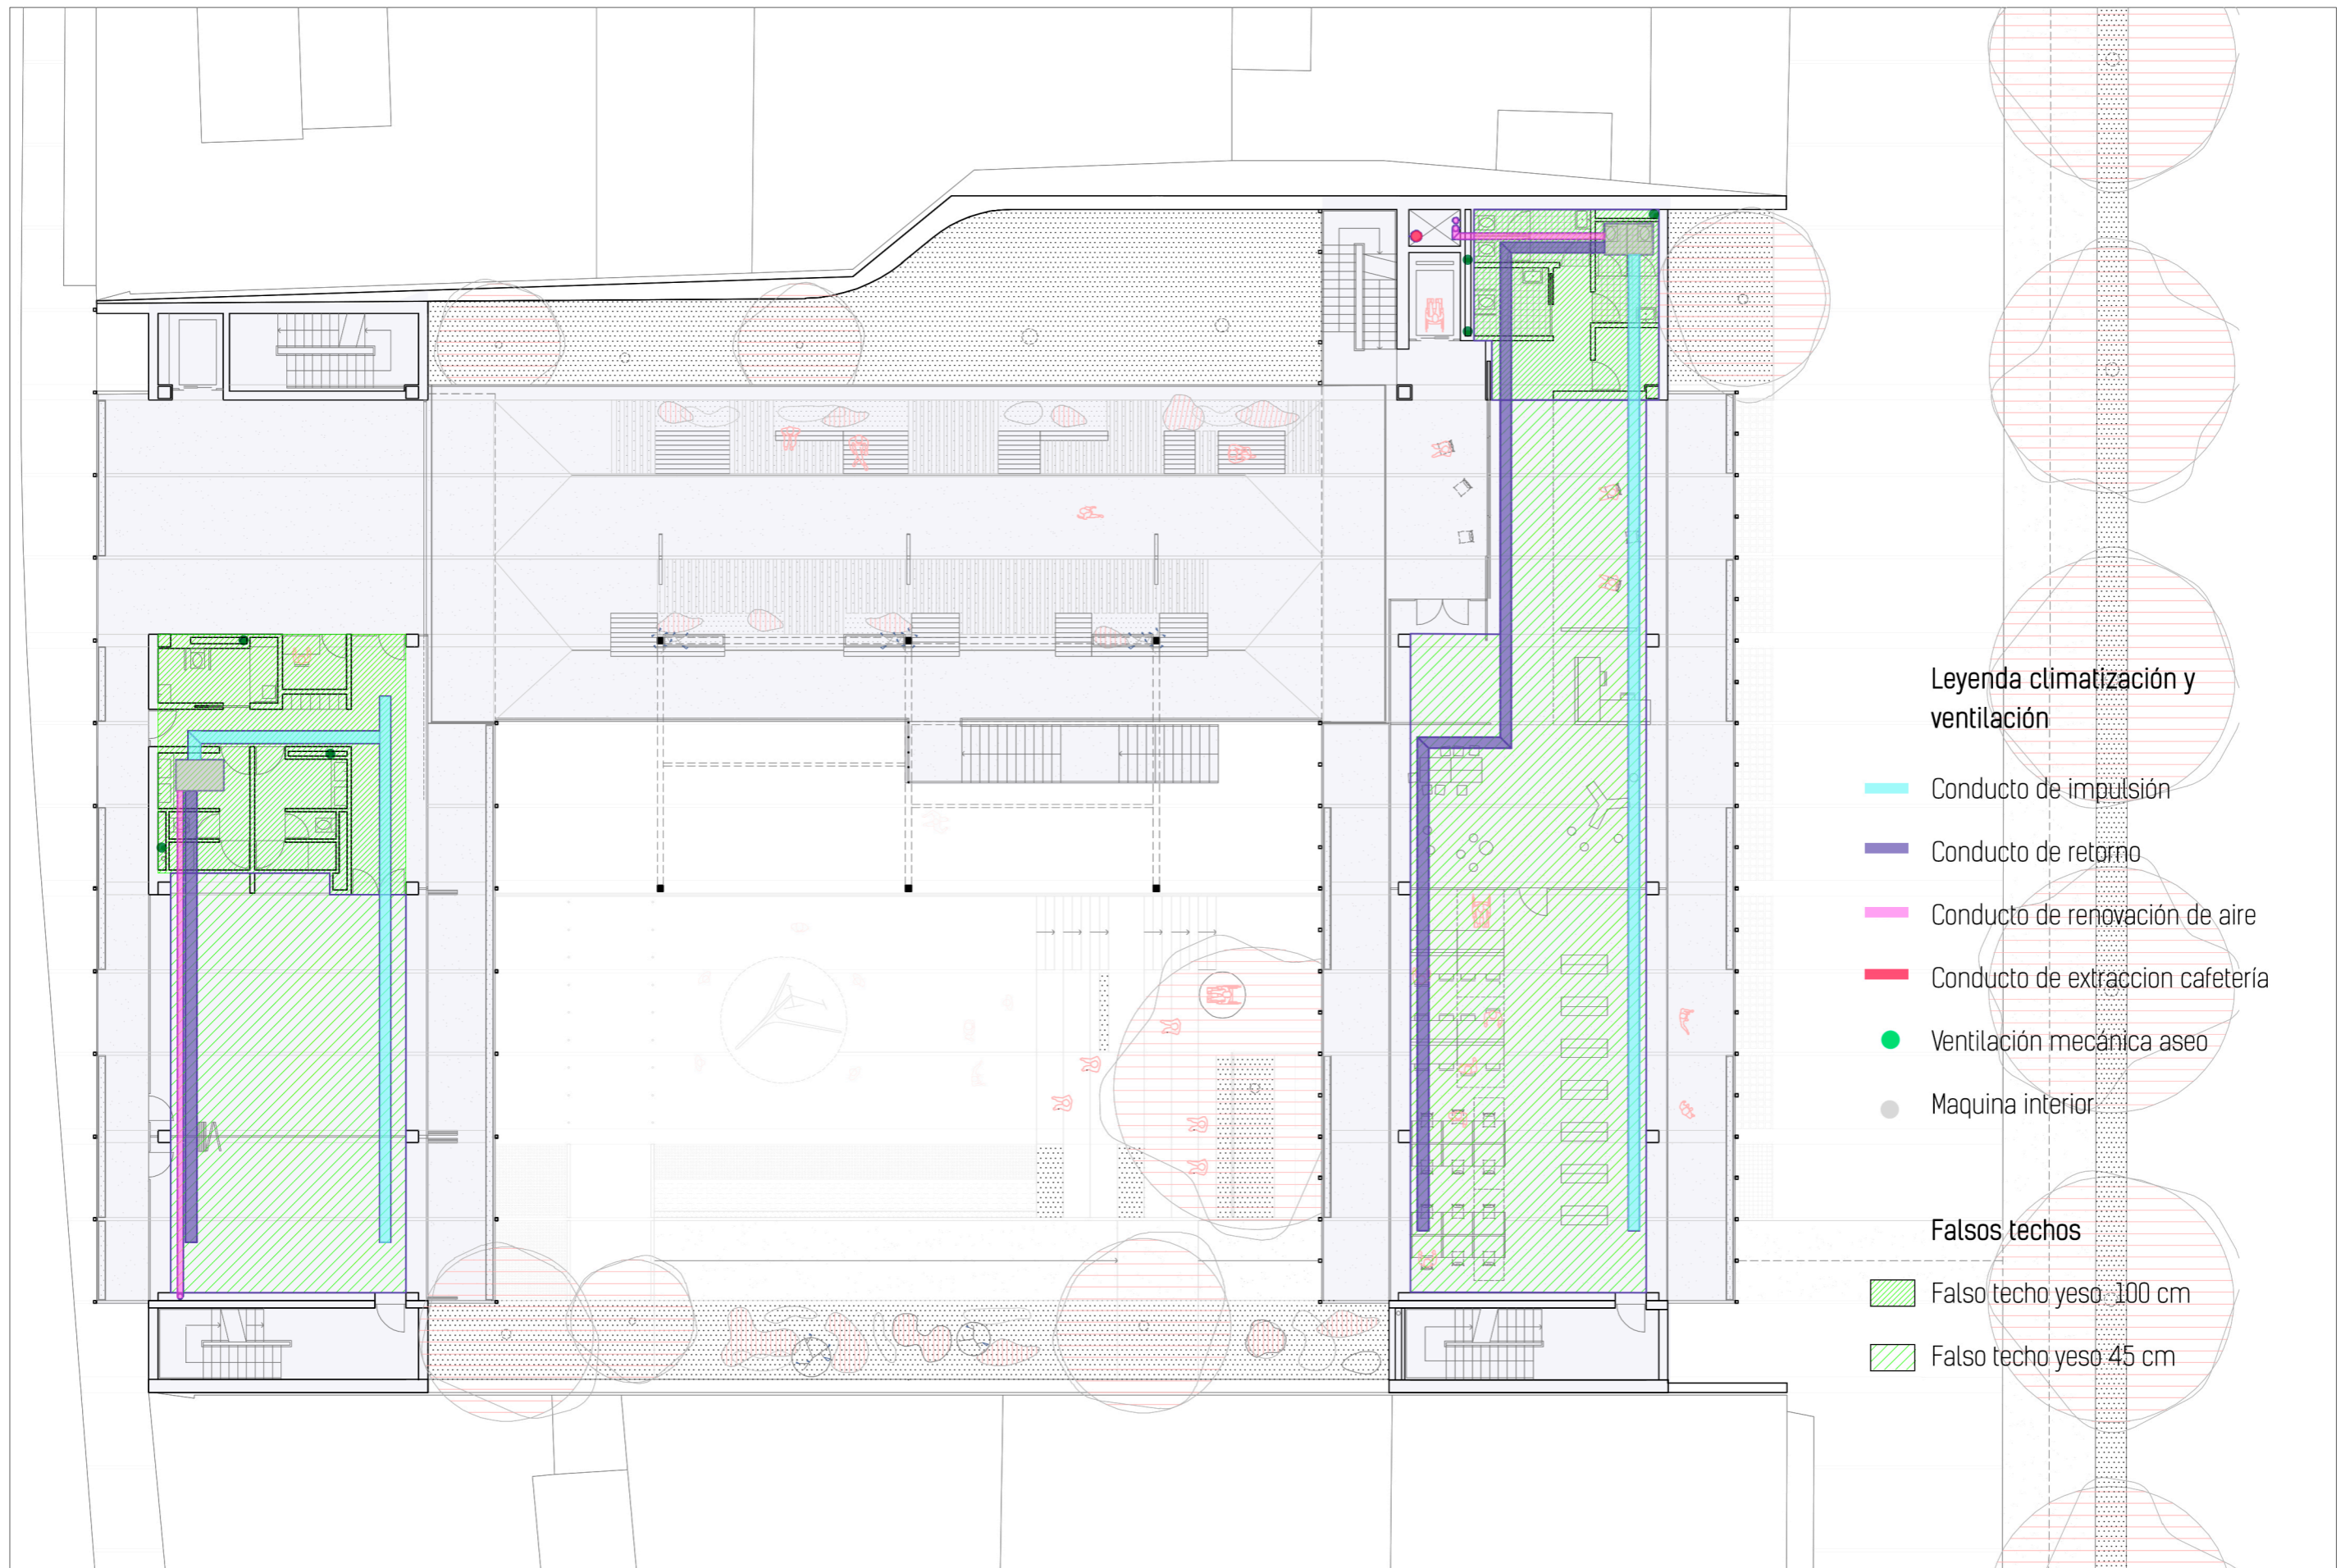 Leyenda climatización y
ventilación
Conducto de impulsión
Conducto de retorno
Conducto de renovación de aire
Conducto de extraccion cafetería
Ventilación mecánica aseo
Maquina interior
Falsos techos
Falso techo yeso 100 cm
Falso techo yeso 45 cm